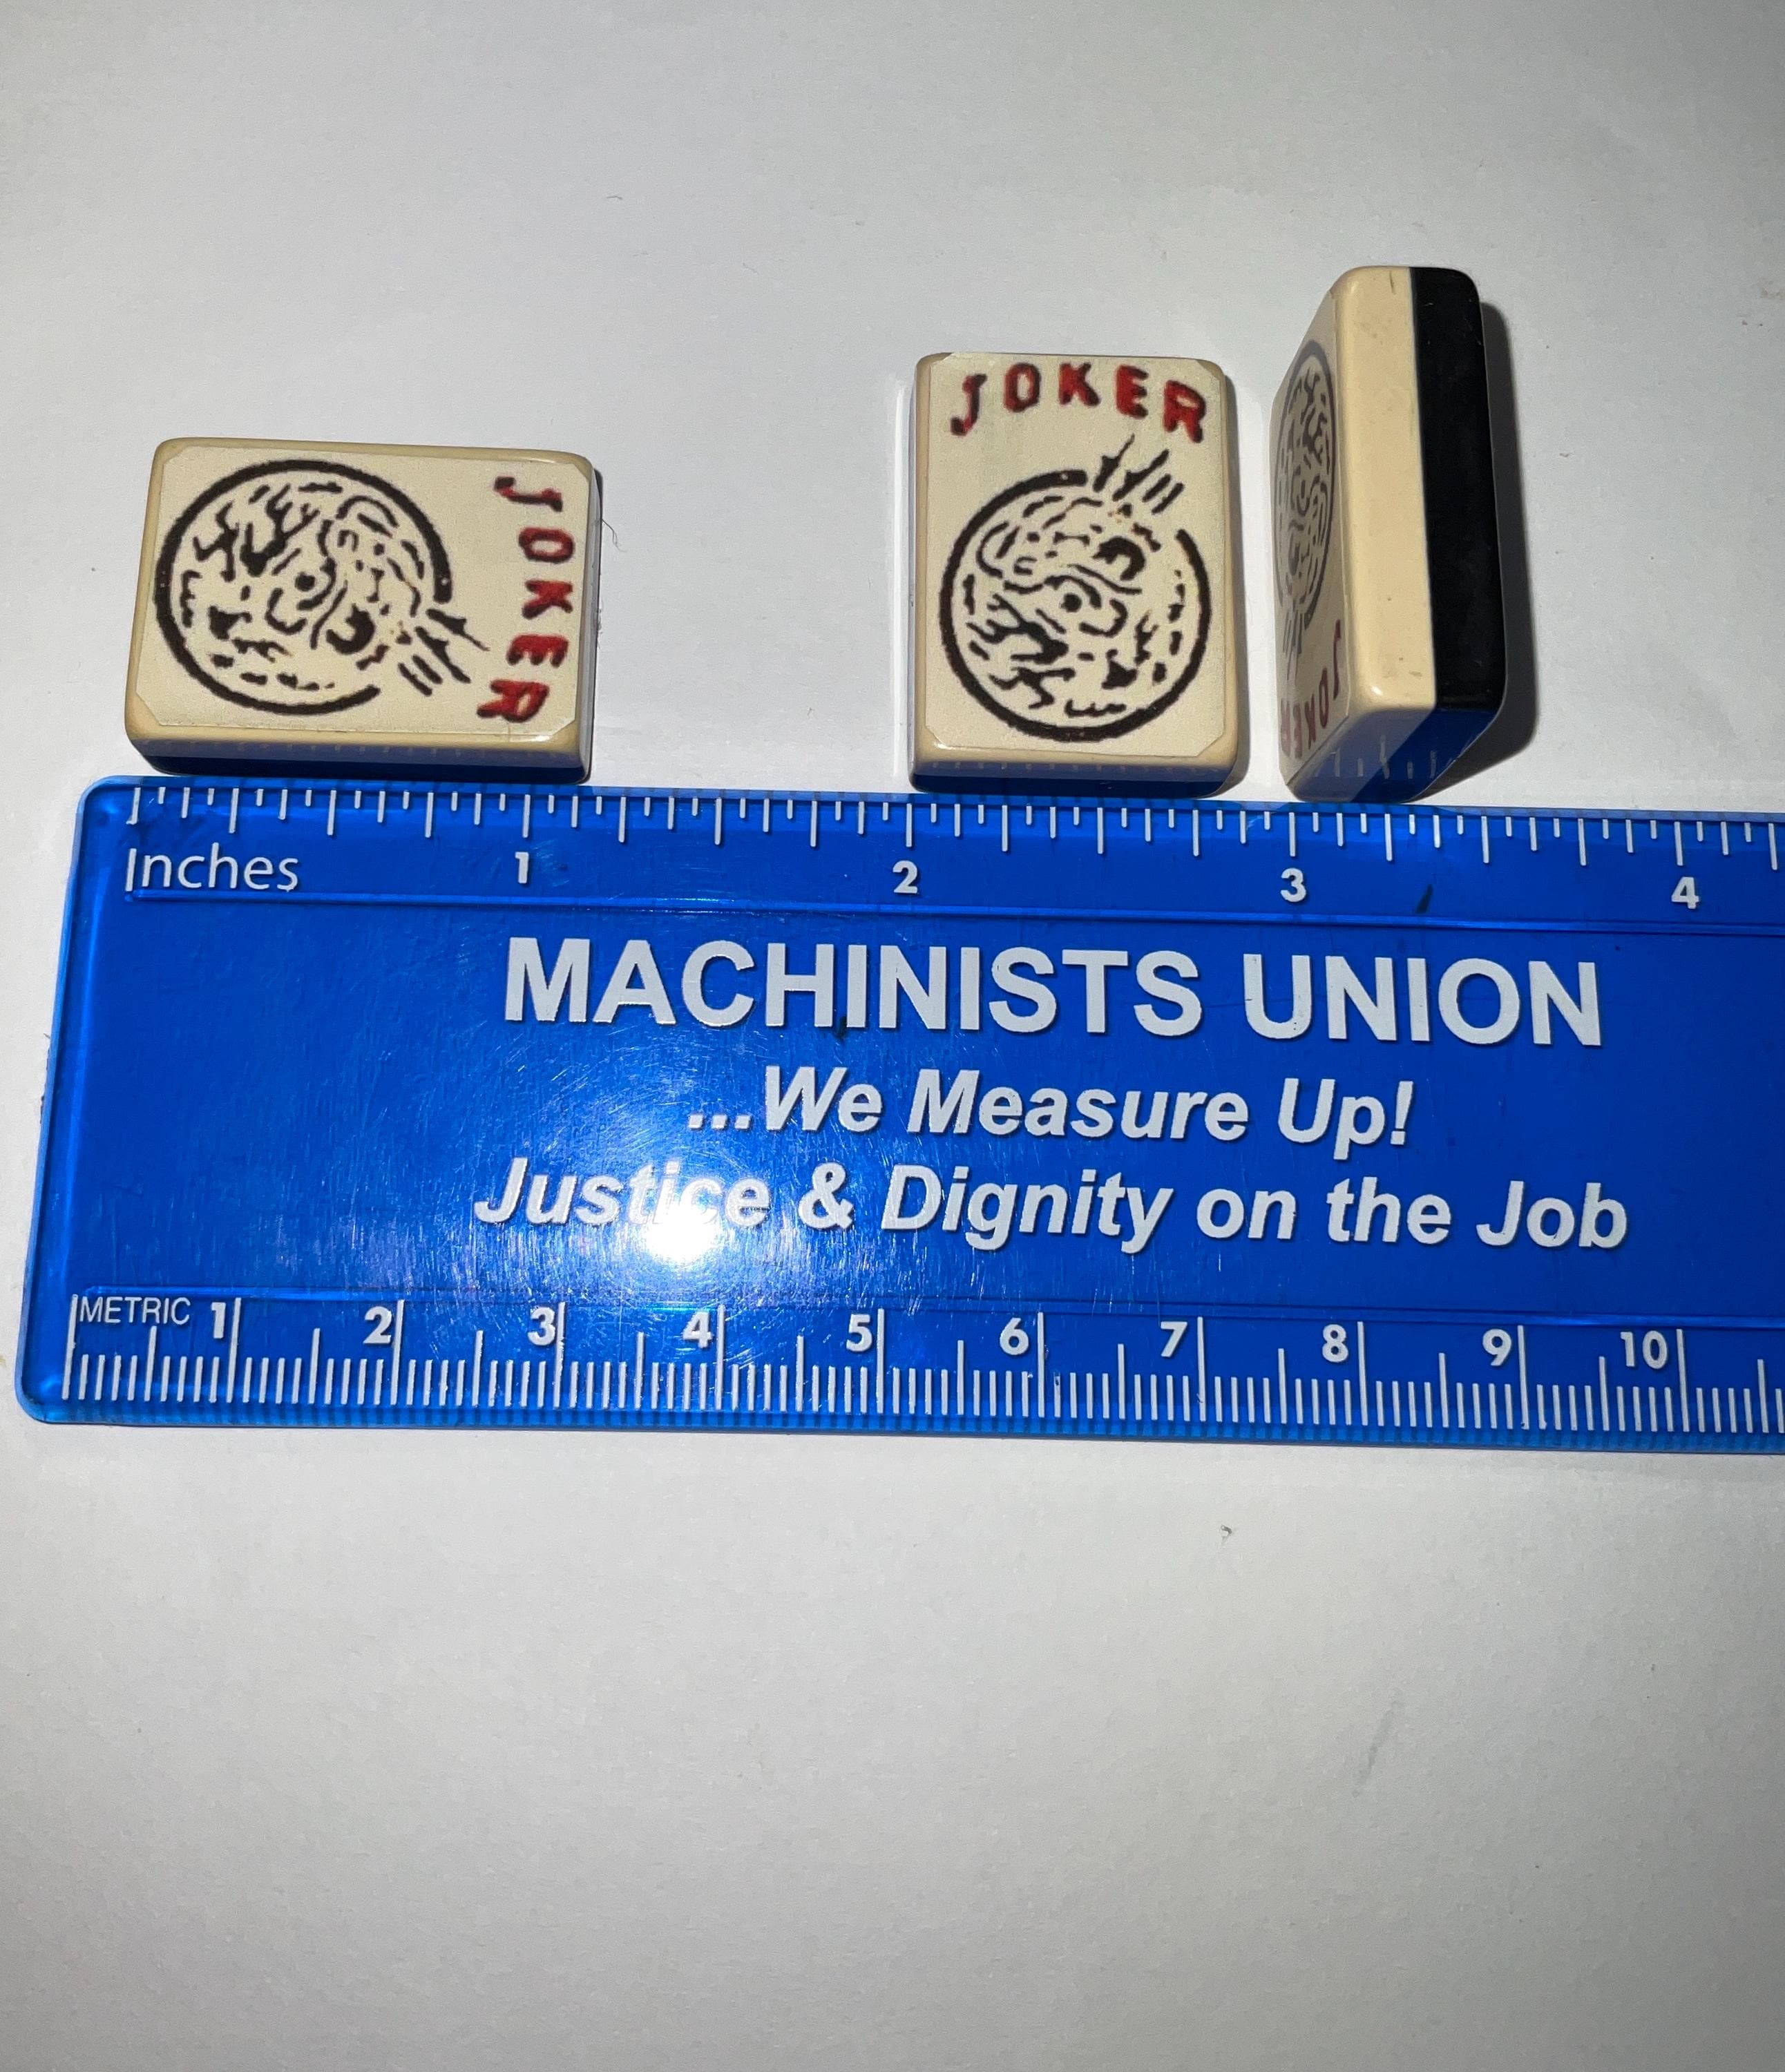 JOKER
JOKER
JOKER
Inches 1 2 3 4
MACHINISTS UNION
...We Measure Up!
Justice & Dignity on the Job
METRIC 1 2 3 4 5 6 7 8 9 10